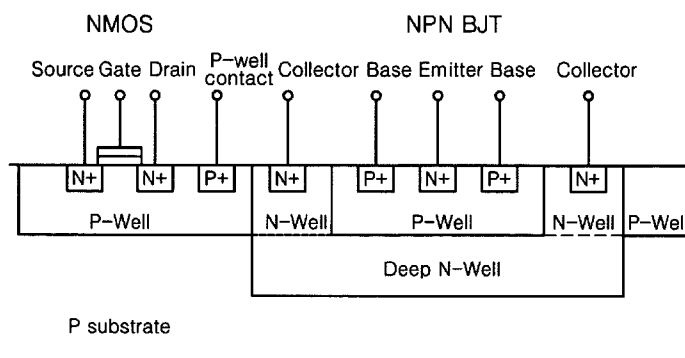 NMOS NPN BJT
Source Gate Drain P-well contact Collector Base Emitter Base Collector
N+ N+ P+ N+ P+ N+ P+ N+
P-Well N-Well P-Well N-Well P-Wel
Deep N-Well
P substrate